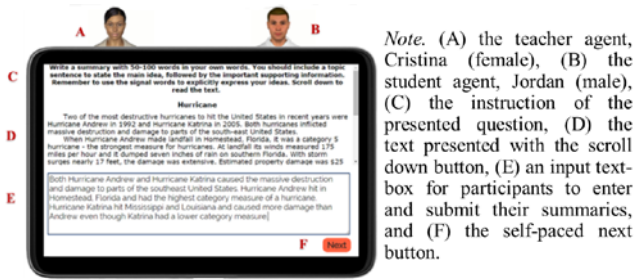 A
B
C
Write a summary with 50-100 words in your own words. You should include a topic
sentence to state the main idea, followed by the important supporting information.
Remember to use the signal words to explicitly express your ideas. Scroll down to
read the text.
Hurricane
D
Two of the most destructive hurricanes to hit the United States in recent years were
Hurricane Andrew in 1992 and Hurricane Katrina in 2005. Both hurricanes inflicted
massive destruction and damage to parts of the south-east United States.
When Hurricane Andrew made landfall in Homestead, Florida, it was a category 5
hurricane - the strongest measure for hurricanes. At landfall its winds measured 175
miles per hour and it dumped seven inches of rain on southern Florida. With storm
surges nearly 17 feet, the damage was extensive. Estimated property damage was $25
E
Both Hurricane Andrew and Hurricane Katrina caused the massive destruction
and damage to parts of the southeast United States. Hurricane Andrew hit in
Homestead, Florida and had the highest category measure of a hurricane.
Hurricane Katrina hit Mississippi and Louisiana and caused more damage than
Andrew even though Katrina had a lower category measure
F
Next
Note. (A) the teacher agent,
Cristina (female), (B) the
student agent, Jordan (male),
(C) the instruction of the
presented question, (D) the
text presented with the scroll
down button, (E) an input text-
box for participants to enter
and submit their summaries,
and (F) the self-paced next
button.